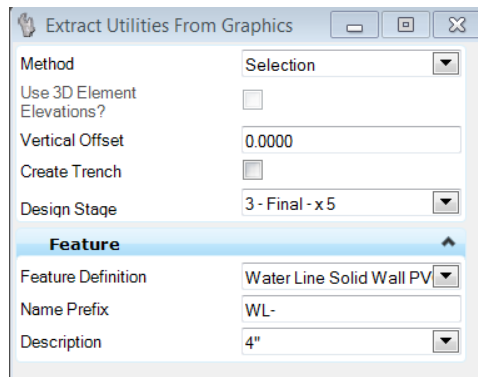 Extract Utilities From Graphics
Method Selection
Use 3D Element
Elevations?
Vertical Offset 0.0000
Create Trench
Design Stage 3 - Final - x 5
Feature
Feature Definition Water Line Solid Wall PV
Name Prefix WL-
Description 4"